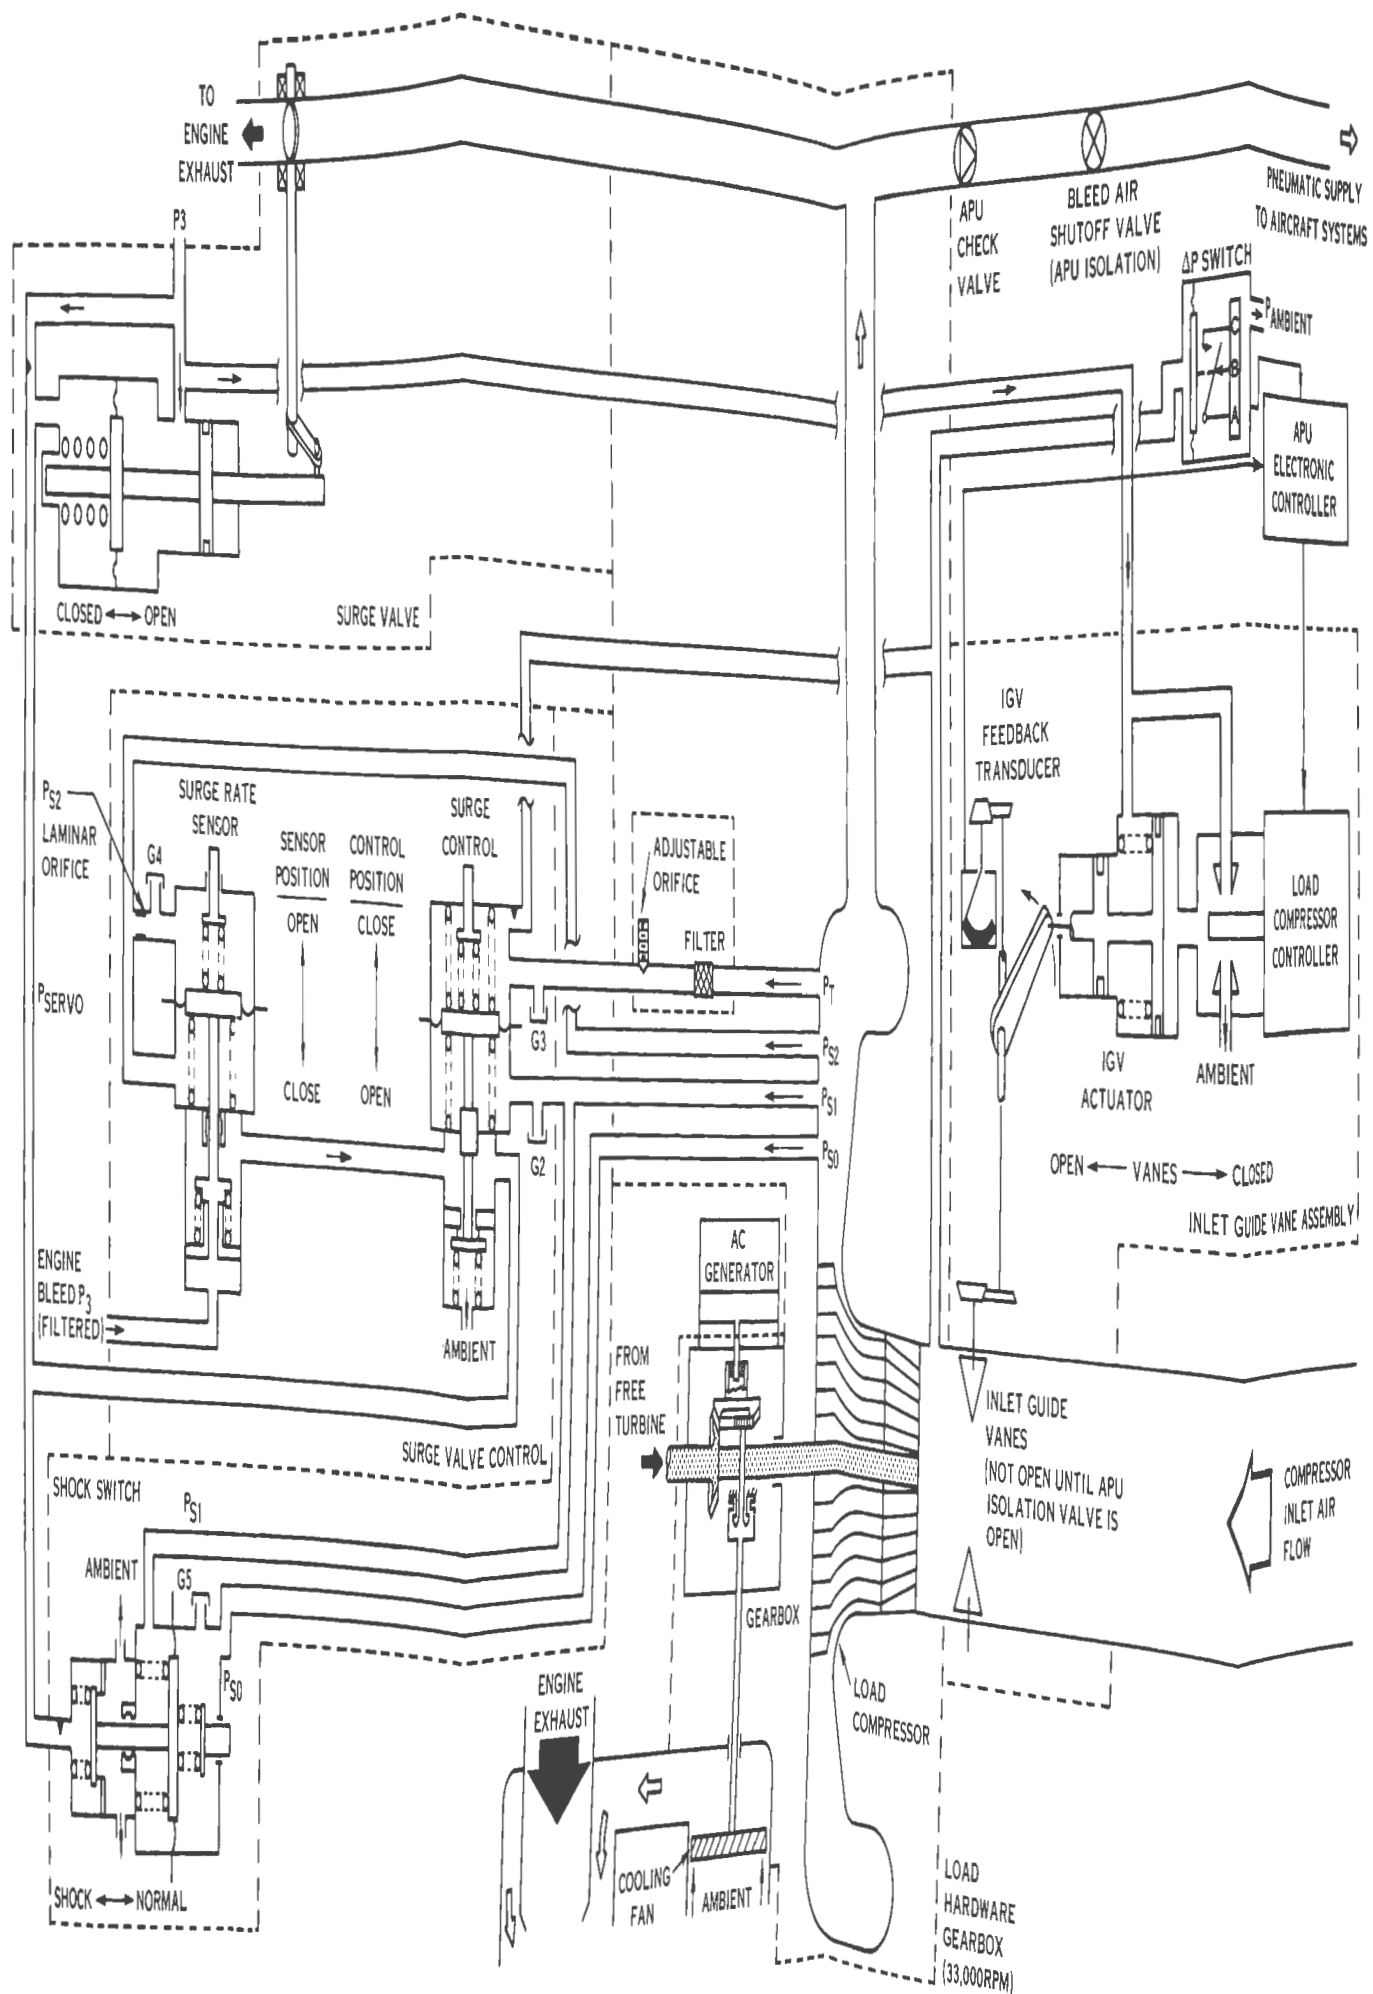 TO
ENGINE
EXHAUST
P3
APU
CHECK
VALVE
BLEED AIR
SHUTOFF VALVE
(APU ISOLATION)
PNEUMATIC SUPPLY
TO AIRCRAFT SYSTEMS
ΔP SWITCH
PAMBIENT
C
B
A
APU
ELECTRONIC
CONTROLLER
CLOSED OPEN
SURGE VALVE
IGV
FEEDBACK
TRANSDUCER
PS2
LAMINAR
ORIFICE
G4
SURGE RATE
SENSOR
SENSOR
POSITION
OPEN
CLOSE
CONTROL
POSITION
CLOSE
OPEN
SURGE
CONTROL
ADJUSTABLE
ORIFICE
FILTER
PSERVO
G3
PT
PS2
PS1
PS0
G2
LOAD
COMPRESSOR
CONTROLLER
IGV
ACTUATOR
AMBIENT
OPEN VANES CLOSED
INLET GUIDE VANE ASSEMBLY
ENGINE
BLEED P3
(FILTERED)
AMBIENT
AC
GENERATOR
FROM
FREE
TURBINE
SURGE VALVE CONTROL
INLET GUIDE
VANES
(NOT OPEN UNTIL APU
ISOLATION VALVE IS
OPEN)
COMPRESSOR
INLET AIR
FLOW
SHOCK SWITCH
PS1
AMBIENT
G5
PS0
GEARBOX
SHOCK NORMAL
ENGINE
EXHAUST
LOAD
COMPRESSOR
COOLING
FAN
AMBIENT
LOAD
HARDWARE
GEARBOX
(33,000RPM)